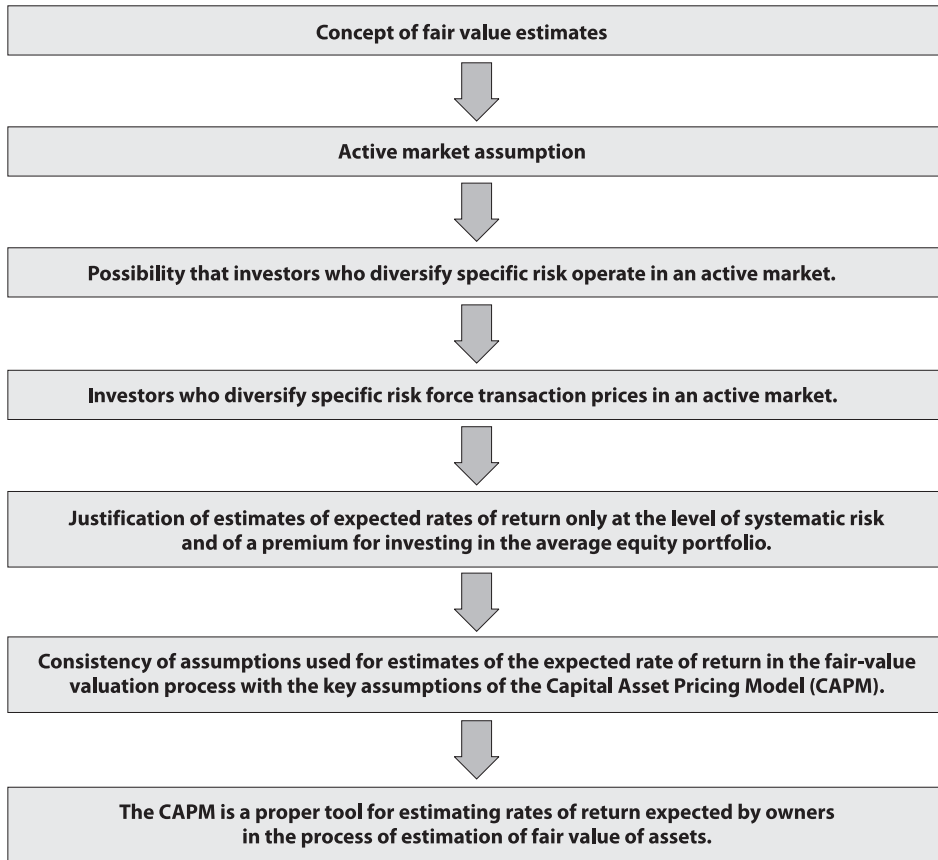 Concept of fair value estimates
Active market assumption
Possibility that investors who diversify specific risk operate in an active market.
Investors who diversify specific risk force transaction prices in an active market.
Justification of estimates of expected rates of return only at the level of systematic risk
and of a premium for investing in the average equity portfolio.
Consistency of assumptions used for estimates of the expected rate of return in the fair-value
valuation process with the key assumptions of the Capital Asset Pricing Model (CAPM).
The CAPM is a proper tool for estimating rates of return expected by owners
in the process of estimation of fair value of assets.